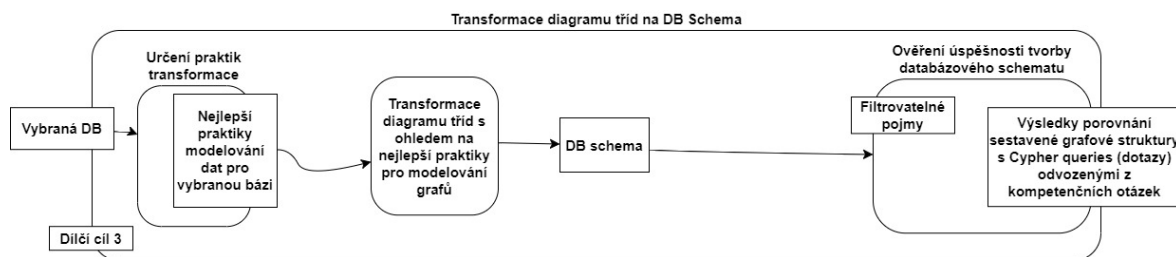 Transformace diagramu tříd na DB Schema
Určení praktik
transformace
Ověření úspěšnosti tvorby
databázového schematu
Vybraná DB
Nejlepší
praktiky
modelování
dat pro
vybranou bázi
Transformace
diagramu tříd s
ohledem na
nejlepší praktiky
pro modelování
grafů
DB schema
Filtrovatelné
pojmy
Výsledky porovnání
sestavené grafové struktury
s Cypher queries (dotazy)
odvozenými z
kompetenčních otázek
Dílčí cíl 3